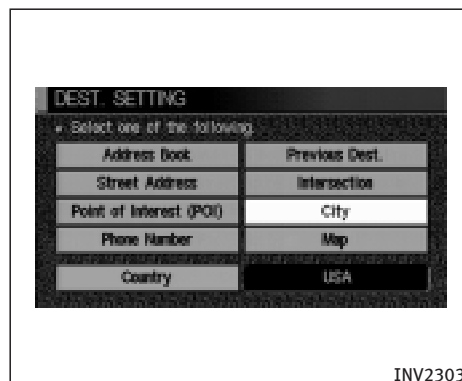 DEST. SETTING
Select one of the following.
Address Book Previous Dest.
Street Address Intersection
Point of Interest (POI) City
Phone Number Map
Country USA
INV2303